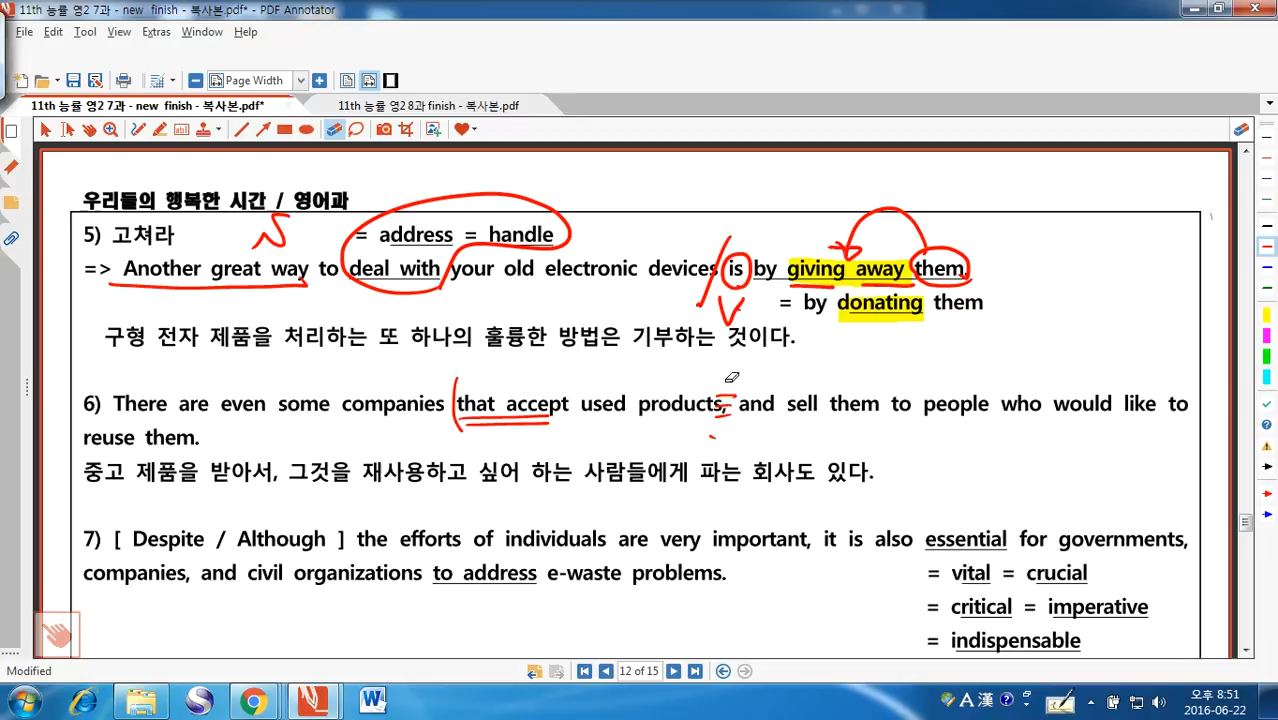 11th 능률 영2 7과 - new  finish - 복사본.pdf* - PDF Annotator
File Edit Tool View Extras Window Help
Page Width
11th 능률 영2 7과 - new  finish - 복사본.pdf* 11th 능률 영2 8과 finish - 복사본.pdf
우리들의 행복한 시간 / 영어과
S
5) 고쳐라 = address = handle
=> Another great way to deal with your old electronic devices is by giving away them.
V
= by donating them
구형 전자 제품을 처리하는 또 하나의 훌륭한 방법은 기부하는 것이다.
6) There are even some companies that accept used products, and sell them to people who would like to
reuse them.
중고 제품을 받아서, 그것을 재사용하고 싶어 하는 사람들에게 파는 회사도 있다.
7) [ Despite / Although ] the efforts of individuals are very important, it is also essential for governments,
companies, and civil organizations to address e-waste problems. = vital = crucial
= critical = imperative
= indispensable
Modified 12 of 15
A 漢 오후 8:51
2016-06-22